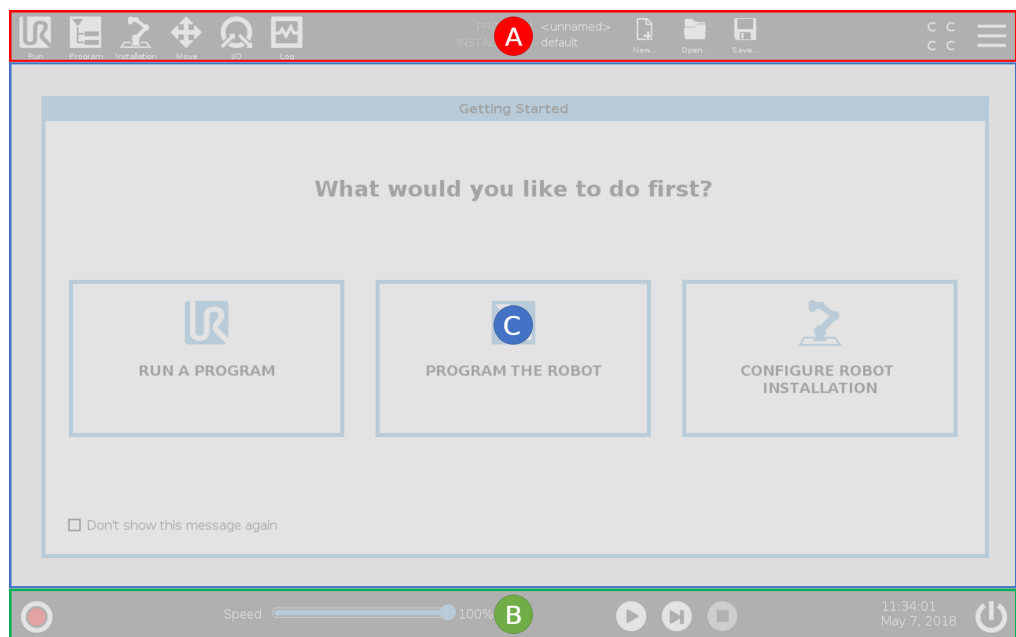 PR
<unnamed>
C C
INSTAL
A
default
C C
Run
Program
Installation
Move
I/O
Log
New...
Open...
Save...
Getting Started
What would you like to do first?
C
RUN A PROGRAM
PROGRAM THE ROBOT
CONFIGURE ROBOT
INSTALLATION
Don't show this message again
Speed
100%
B
11:34:01
May 7, 2018